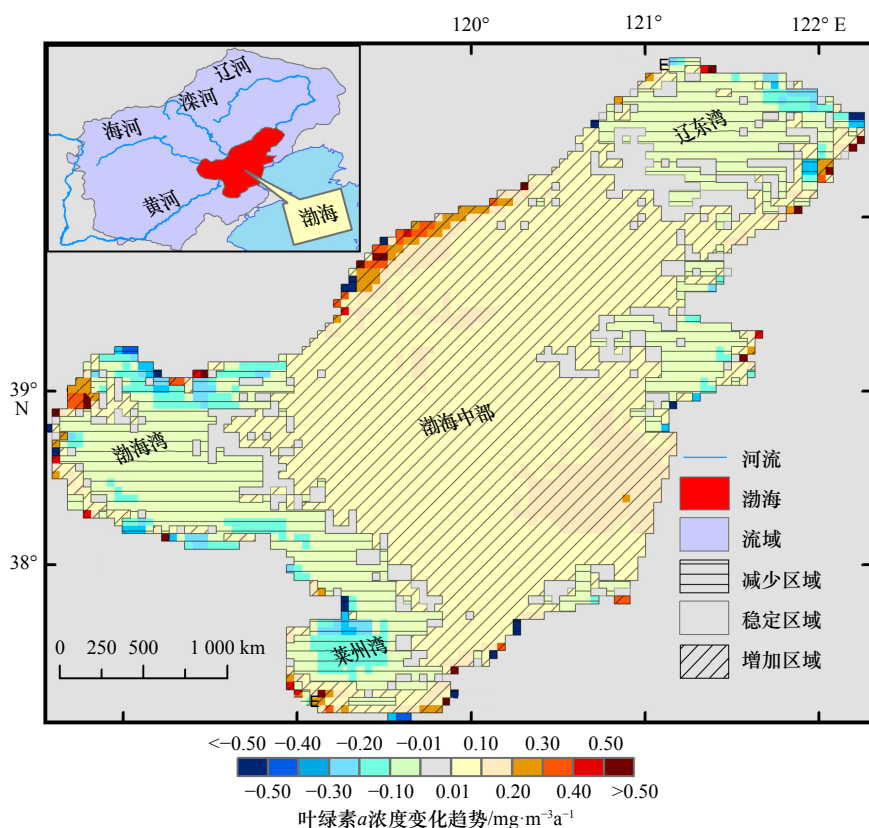 120° 121° 122° E
辽河
滦河
海河
黄河
渤海
E
辽东湾
39°
N
渤海湾
渤海中部
38°
莱州湾
E
河流
渤海
流域
减少区域
稳定区域
增加区域
0 250 500 1 000 km
<−0.50 −0.40 −0.20 −0.01 0.10 0.30 0.50
−0.50 −0.30 −0.10 0.01 0.20 0.40 >0.50
叶绿素a浓度变化趋势/mg·m⁻³a⁻¹